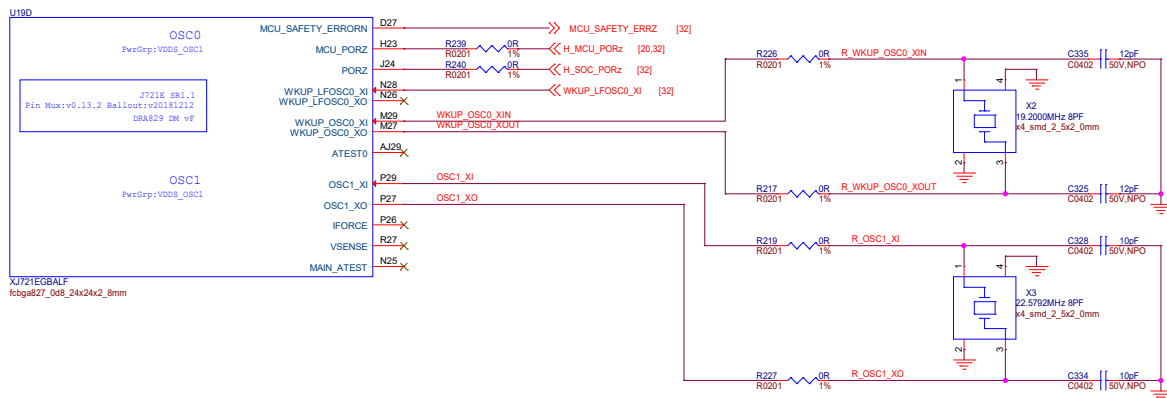 U19D
OSC0
PwrGrp:VDDS_OSC1
J721E SR1.1
Pin Mux:v0.13.2 Ballout:v20181212
DRA829 DM vF
OSC1
PwrGrp:VDDS_OSC1
MCU_SAFETY_ERRORN D27 MCU_SAFETY_ERRZ [32]
MCU_PORZ H23 R239 0R R0201 1% H_MCU_PORz [20,32]
PORZ J24 R240 0R R0201 1% H_SOC_PORz [32]
WKUP_LFOSC0_XI N28 WKUP_LFOSC0_XI [32]
WKUP_LFOSC0_XO N26
WKUP_OSC0_XI M29 WKUP_OSC0_XIN
WKUP_OSC0_XO M27 WKUP_OSC0_XOUT
ATEST0 AJ29
OSC1_XI P29 OSC1_XI
OSC1_XO P27 OSC1_XO
IFORCE P26
VSENSE R27
MAIN_ATEST N25
XJ721EGBALF
fcbga827_0d8_24x24x2_8mm
R226 0R R_WKUP_OSC0_XIN C335 12pF
R0201 1% C0402 50V,NPO
1 4
X2
19.2000MHz 8PF
x4_smd_2_5x2_0mm
2 3
R217 0R R_WKUP_OSC0_XOUT C325 12pF
R0201 1% C0402 50V,NPO
R219 0R R_OSC1_XI C328 10pF
R0201 1% C0402 50V,NPO
1 4
X3
22.5792MHz 8PF
x4_smd_2_5x2_0mm
2 3
R227 0R R_OSC1_XO C334 10pF
R0201 1% C0402 50V,NPO